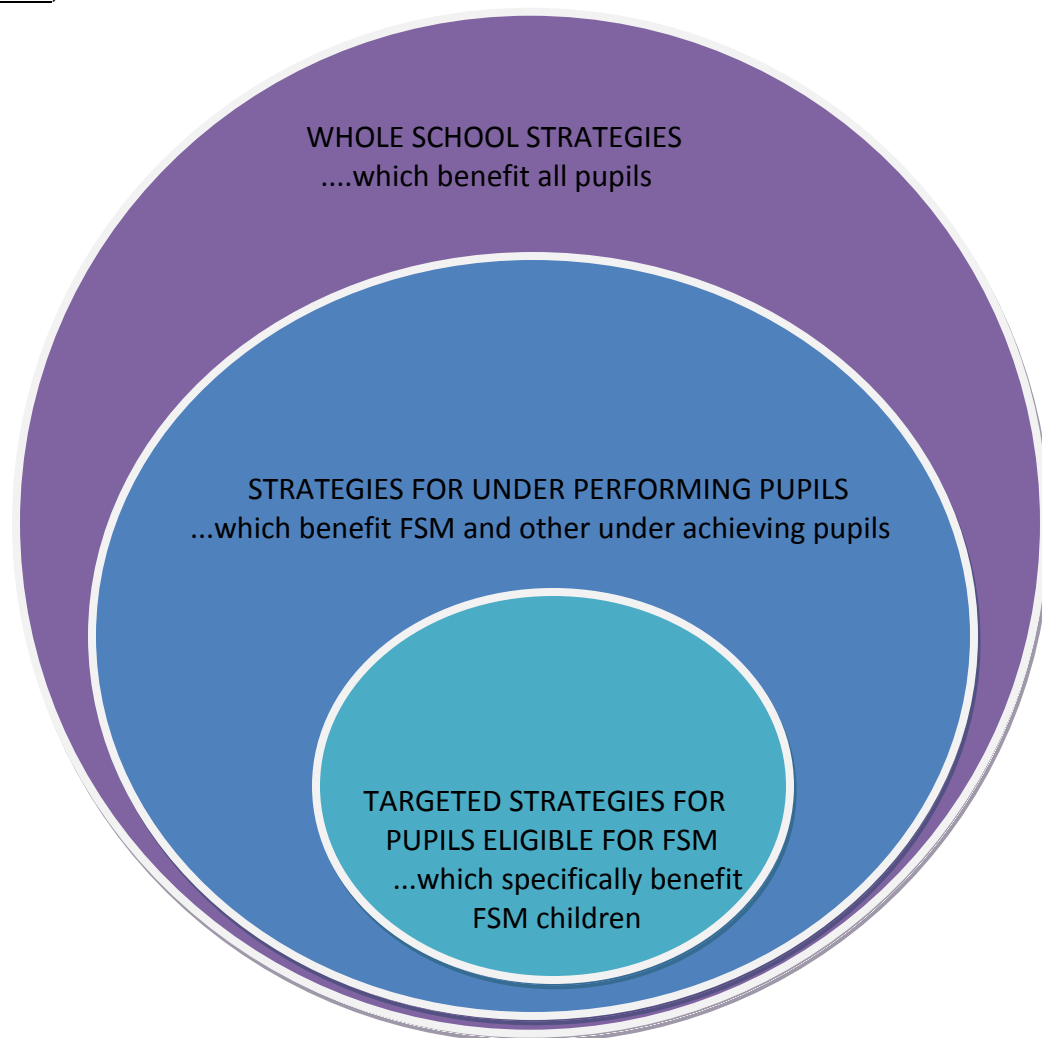 WHOLE SCHOOL STRATEGIES
....which benefit all pupils
STRATEGIES FOR UNDER PERFORMING PUPILS
...which benefit FSM and other under achieving pupils
TARGETED STRATEGIES FOR
PUPILS ELIGIBLE FOR FSM
...which specifically benefit
FSM children